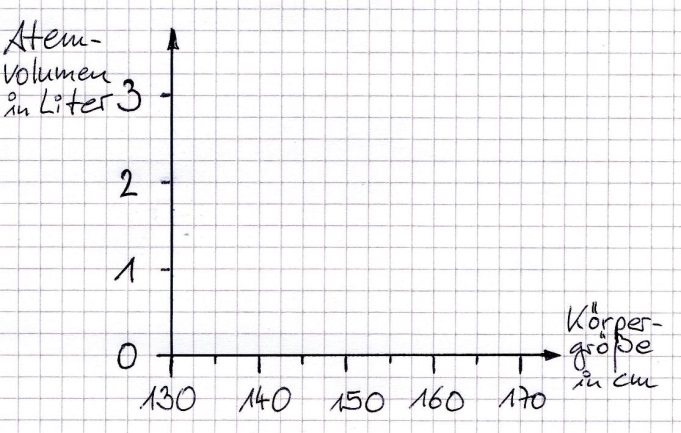 Atem-
volumen
in Liter 3
2
1
0
130 140 150 160 170
Körper-
größe
in cm